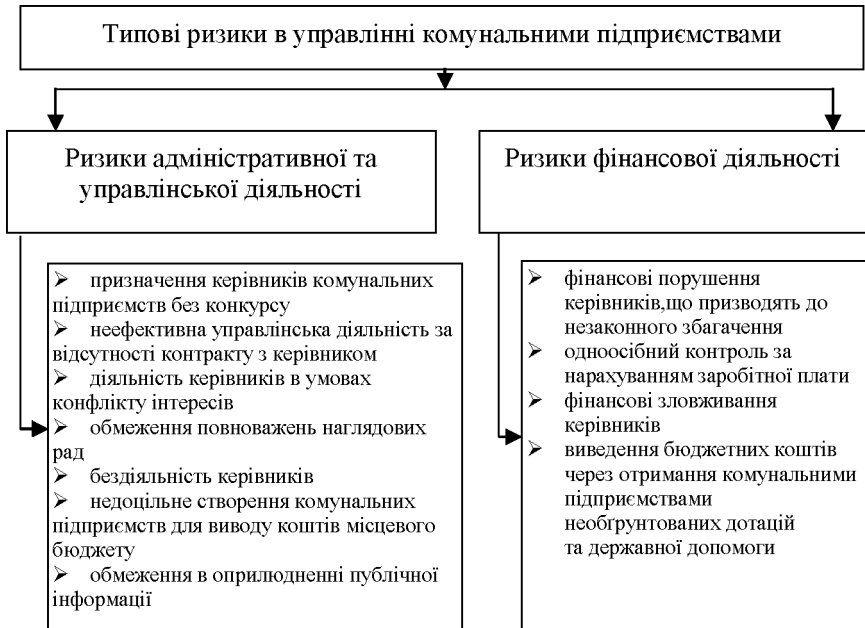 Типові ризики в управлінні комунальними підприємствами
Ризики адміністративної та
управлінської діяльності
Ризики фінансової діяльності
➢ призначення керівників комунальних
підприємств без конкурсу
➢ неефективна управлінська діяльність за
відсутності контракту з керівником
➢ діяльність керівників в умовах
конфлікту інтересів
➢ обмеження повноважень наглядових
рад
➢ бездіяльність керівників
➢ недоцільне створення комунальних
підприємств для виводу коштів місцевого
бюджету
➢ обмеження в оприлюдненні публічної
інформації
➢ фінансові порушення
керівників,що призводять до
незаконного збагачення
➢ одноосібний контроль за
нарахуванням заробітної плати
➢ фінансові зловживання
керівників
➢ виведення бюджетних коштів
через отримання комунальними
підприємствами
необґрунтованих дотацій
та державної допомоги